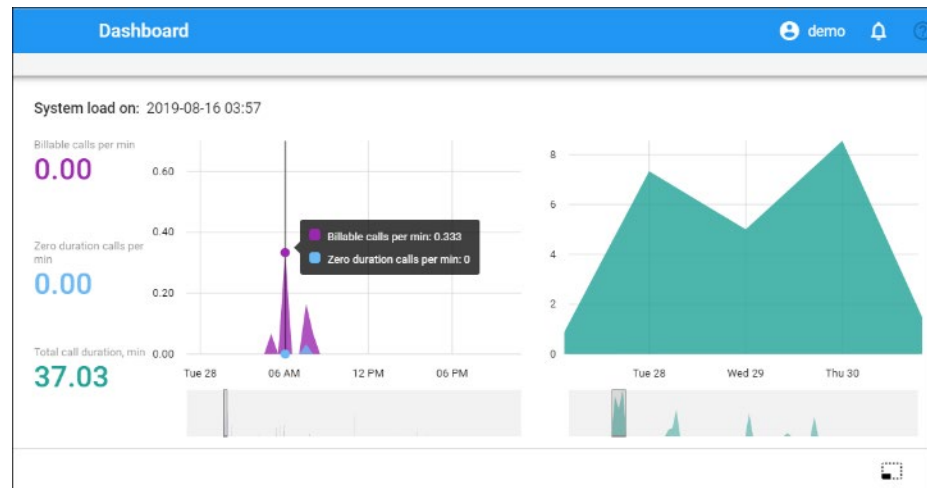 Dashboard
demo
System load on: 2019-08-16 03:57
Billable calls per min
0.00
Zero duration calls per
min
0.00
Total call duration, min
37.03
0.60
0.40
0.20
0.00
Billable calls per min: 0.333
Zero duration calls per min: 0
Tue 28
06 AM
12 PM
06 PM
8
6
4
2
0
Tue 28
Wed 29
Thu 30